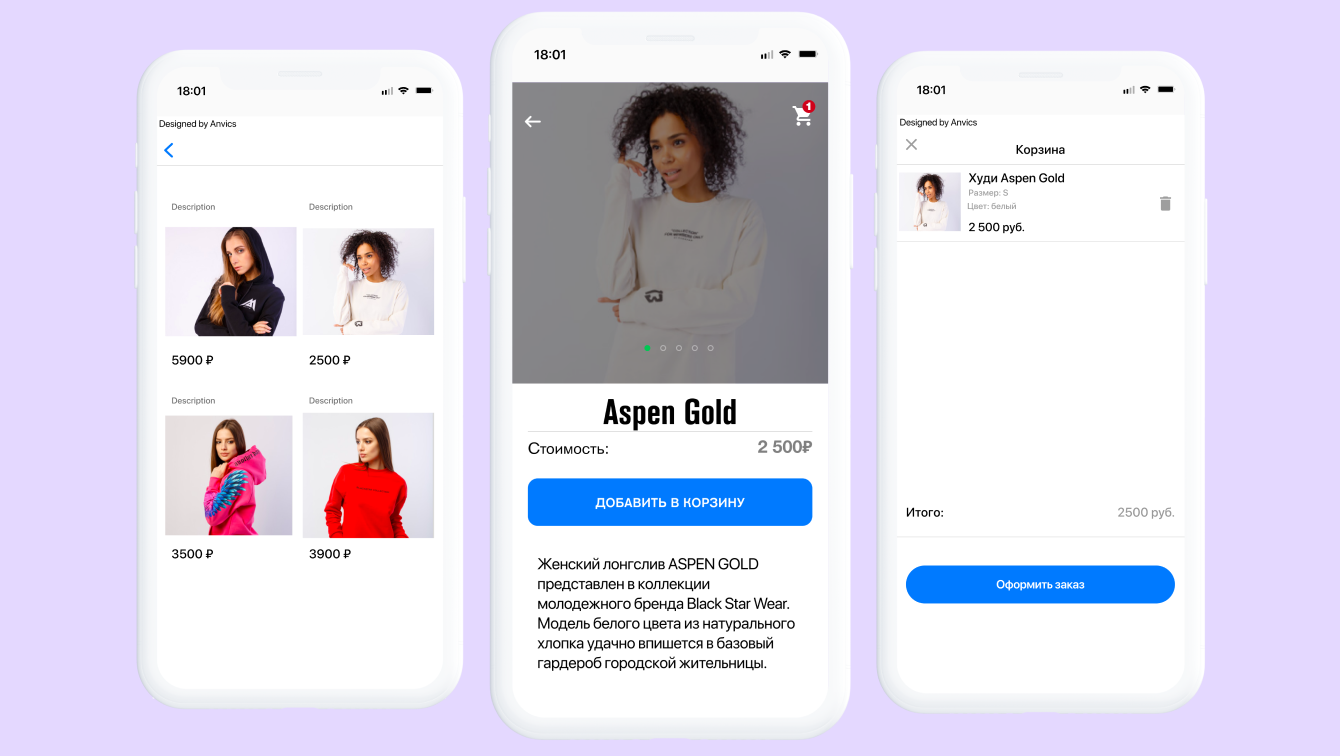 18:01
Designed by Anvics
Description
Description
5900 ₽
2500 ₽
Description
Description
3500 ₽
3900 ₽
18:01
1
Aspen Gold
Стоимость:
2 500₽
ДОБАВИТЬ В КОРЗИНУ
Женский лонгслив ASPEN GOLD
представлен в коллекции
молодежного бренда Black Star Wear.
Модель белого цвета из натурального
хлопка удачно впишется в базовый
гардероб городской жительницы.
18:01
Designed by Anvics
Корзина
Худи Aspen Gold
Размер: S
Цвет: белый
2 500 руб.
Итого:
2500 руб.
Оформить заказ